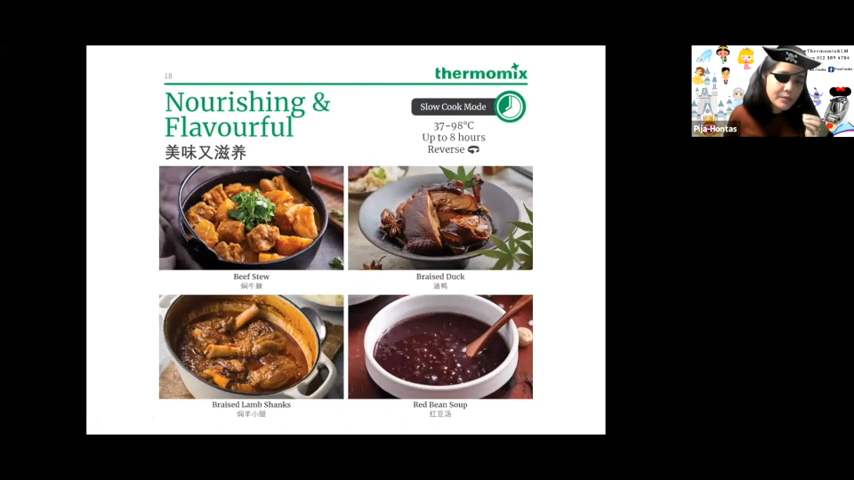 18
thermomix
Nourishing &
Flavourful
美味又滋养
Slow Cook Mode
37-98°C
Up to 8 hours
Reverse
Beef Stew
焖牛腩
Braised Duck
卤鸭
Braised Lamb Shanks
焖羊小腿
Red Bean Soup
红豆汤
Pija-Hontas